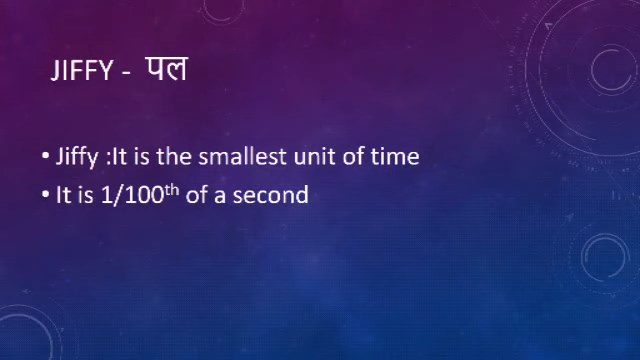 JIFFY - पल
• Jiffy :It is the smallest unit of time
• It is 1/100th of a second